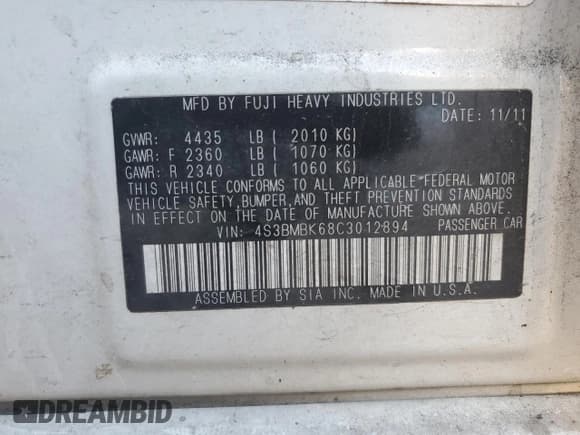 MFD BY FUJI HEAVY INDUSTRIES LTD.
DATE: 11/11
GVWR: 4435 LB ( 2010 KG)
GAWR: F 2360 LB ( 1070 KG)
GAWR: R 2340 LB ( 1060 KG)
THIS VEHICLE CONFORMS TO ALL APPLICABLE FEDERAL MOTOR
VEHICLE SAFETY, BUMPER, AND THEFT PREVENTION STANDARDS
IN EFFECT ON THE DATE OF MANUFACTURE SHOWN ABOVE.
VIN: 4S3BMBK68C3012894 PASSENGER CAR
ASSEMBLED BY SIA INC. MADE IN U.S.A.
DREAMBID